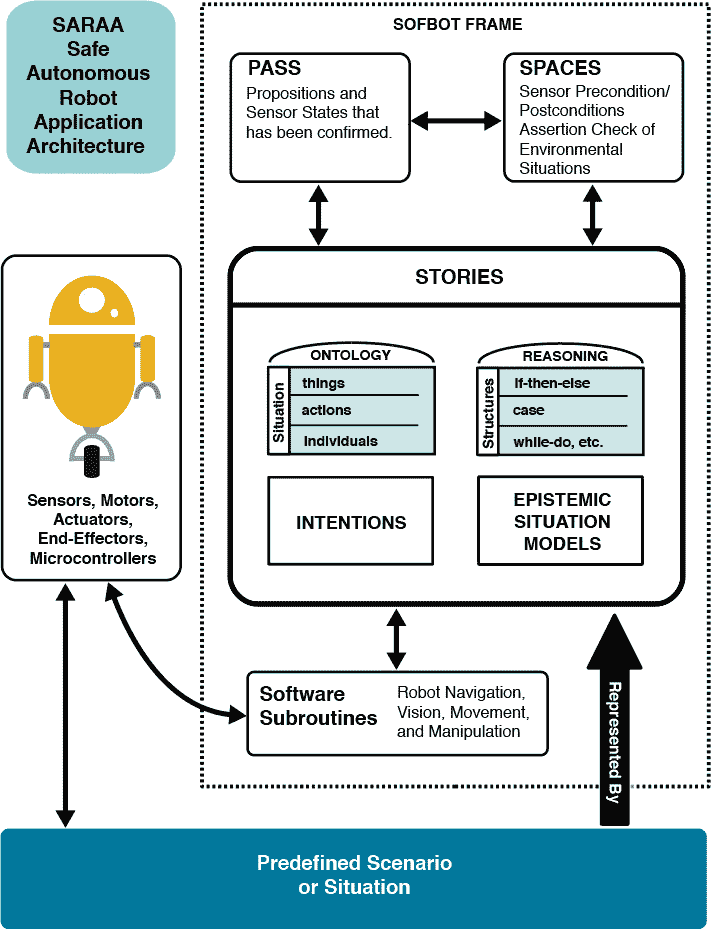 SARAA
Safe
Autonomous
Robot
Application
Architecture
SOFBOT FRAME
PASS
Propositions and
Sensor States that
has been confirmed.
SPACES
Sensor Precondition/
Postconditions
Assertion Check of
Environmental
Situations
STORIES
ONTOLOGY
Situation
things
actions
individuals
REASONING
Structures
if-then-else
case
while-do, etc.
INTENTIONS
EPISTEMIC
SITUATION
MODELS
Sensors, Motors,
Actuators,
End-Effectors,
Microcontrollers
Software
Subroutines
Robot Navigation,
Vision, Movement,
and Manipulation
Represented By
Predefined Scenario
or Situation